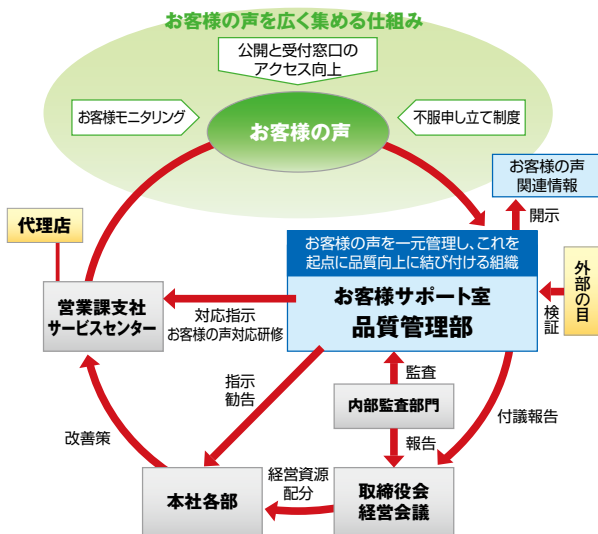 お客様の声を広く集める仕組み
公開と受付窓口の
アクセス向上
お客様モニタリング
お客様の声
不服申し立て制度
お客様の声
関連情報
開示
代理店
お客様の声を一元管理し、これを
起点に品質向上に結び付ける組織
お客様サポート室
品質管理部
外部の目
検証
営業課支社
サービスセンター
対応指示
お客様の声対応研修
指示
勧告
監査
内部監査部門
報告
付議報告
改善策
本社各部
経営資源
配分
取締役会
経営会議